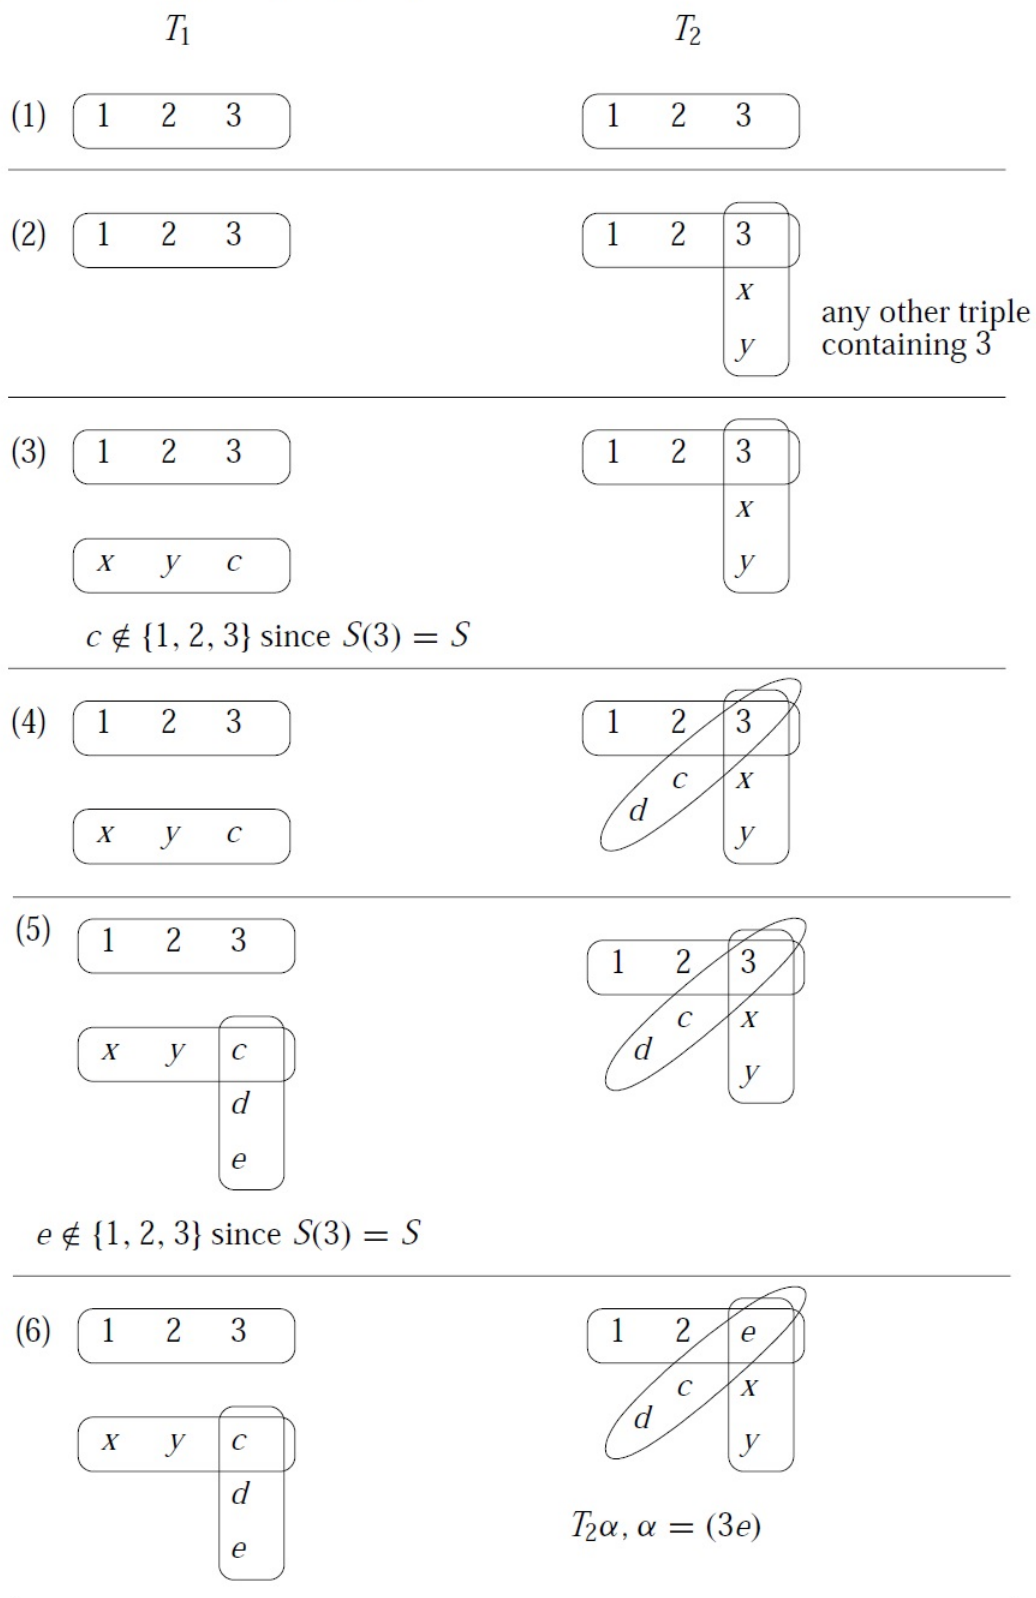 T₁ T₂
(1) 1 2 3 1 2 3
(2) 1 2 3 1 2 3
x
any other triple
y containing 3
(3) 1 2 3 1 2 3
x
x y c y
c ∉ {1, 2, 3} since S(3) = S
(4) 1 2 3 1 2 3
c x
d
x y c y
(5) 1 2 3 1 2 3
c x
x y c d
y
d
e
e ∉ {1, 2, 3} since S(3) = S
(6) 1 2 3 1 2 e
c x
d
x y c y
d
T₂α, α = (3e)
e